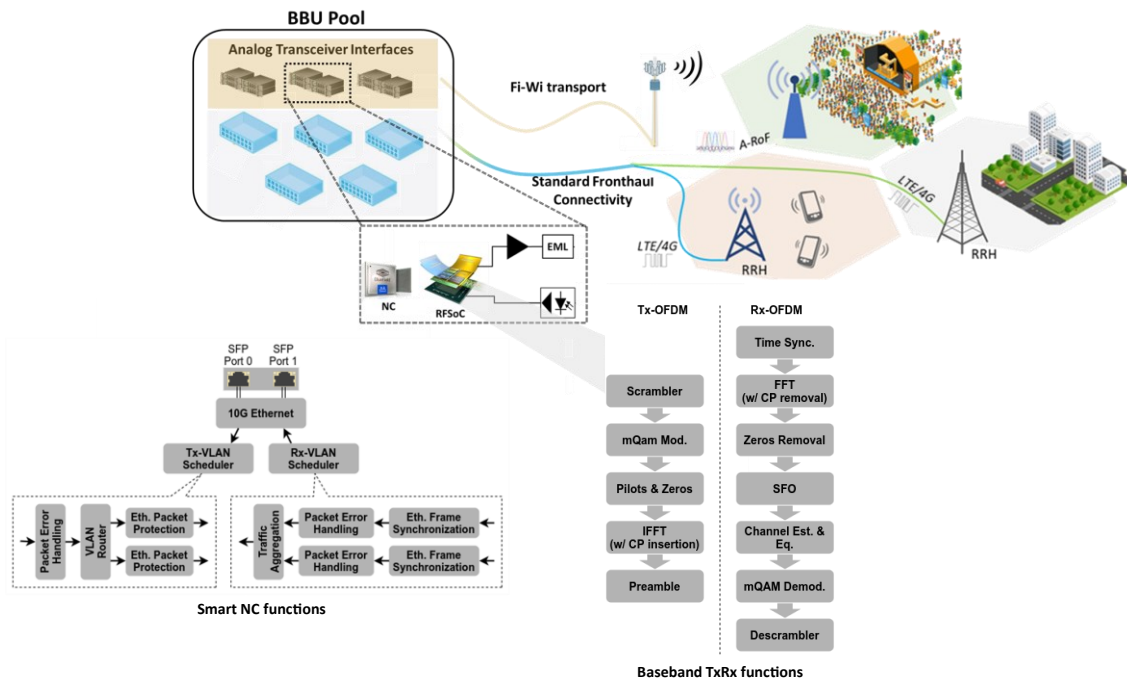 BBU Pool
Analog Transceiver Interfaces
Fi-Wi transport
A-RoF
Standard Fronthaul
Connectivity
LTE/4G
RRH
LTE/4G
RRH
EML
NC
RFSoC
SFP
Port 0
SFP
Port 1
10G Ethernet
Tx-VLAN
Scheduler
Rx-VLAN
Scheduler
Packet Error
Handling
VLAN
Router
Eth. Packet
Protection
Eth. Packet
Protection
Traffic
Aggregation
Packet Error
Handling
Eth. Frame
Synchronization
Packet Error
Handling
Eth. Frame
Synchronization
Smart NC functions
Tx-OFDM
Scrambler
mQam Mod.
Pilots & Zeros
IFFT
(w/ CP insertion)
Preamble
Rx-OFDM
Time Sync.
FFT
(w/ CP removal)
Zeros Removal
SFO
Channel Est. &
Eq.
mQAM Demod.
Descrambler
Baseband TxRx functions